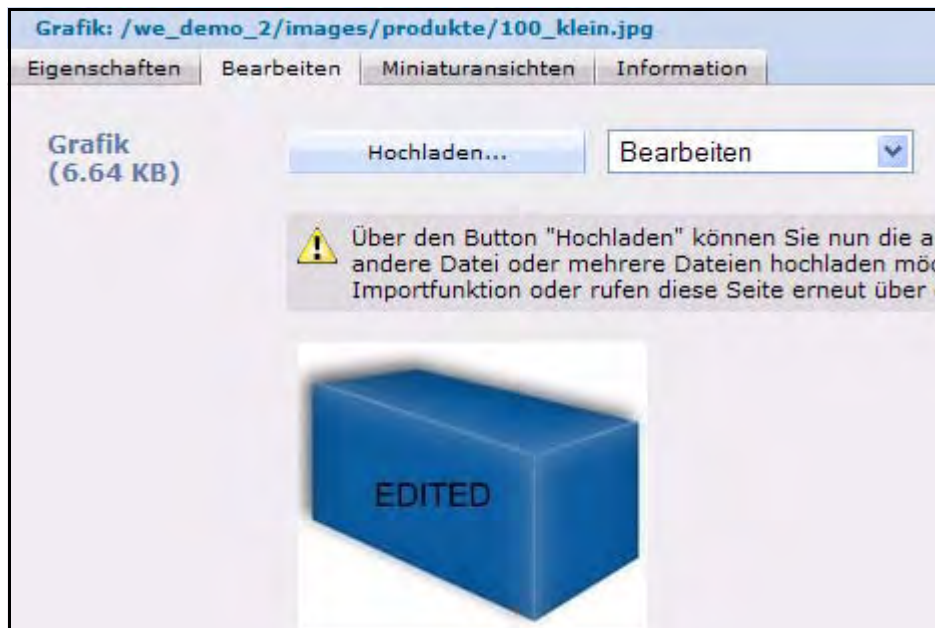 Grafik: /we_demo_2/images/produkte/100_klein.jpg
Eigenschaften Bearbeiten Miniaturansichten Information
Grafik
(6.64 KB)
Hochladen...
Bearbeiten
Über den Button "Hochladen" können Sie nun die a
andere Datei oder mehrere Dateien hochladen mö
Importfunktion oder rufen diese Seite erneut über
EDITED